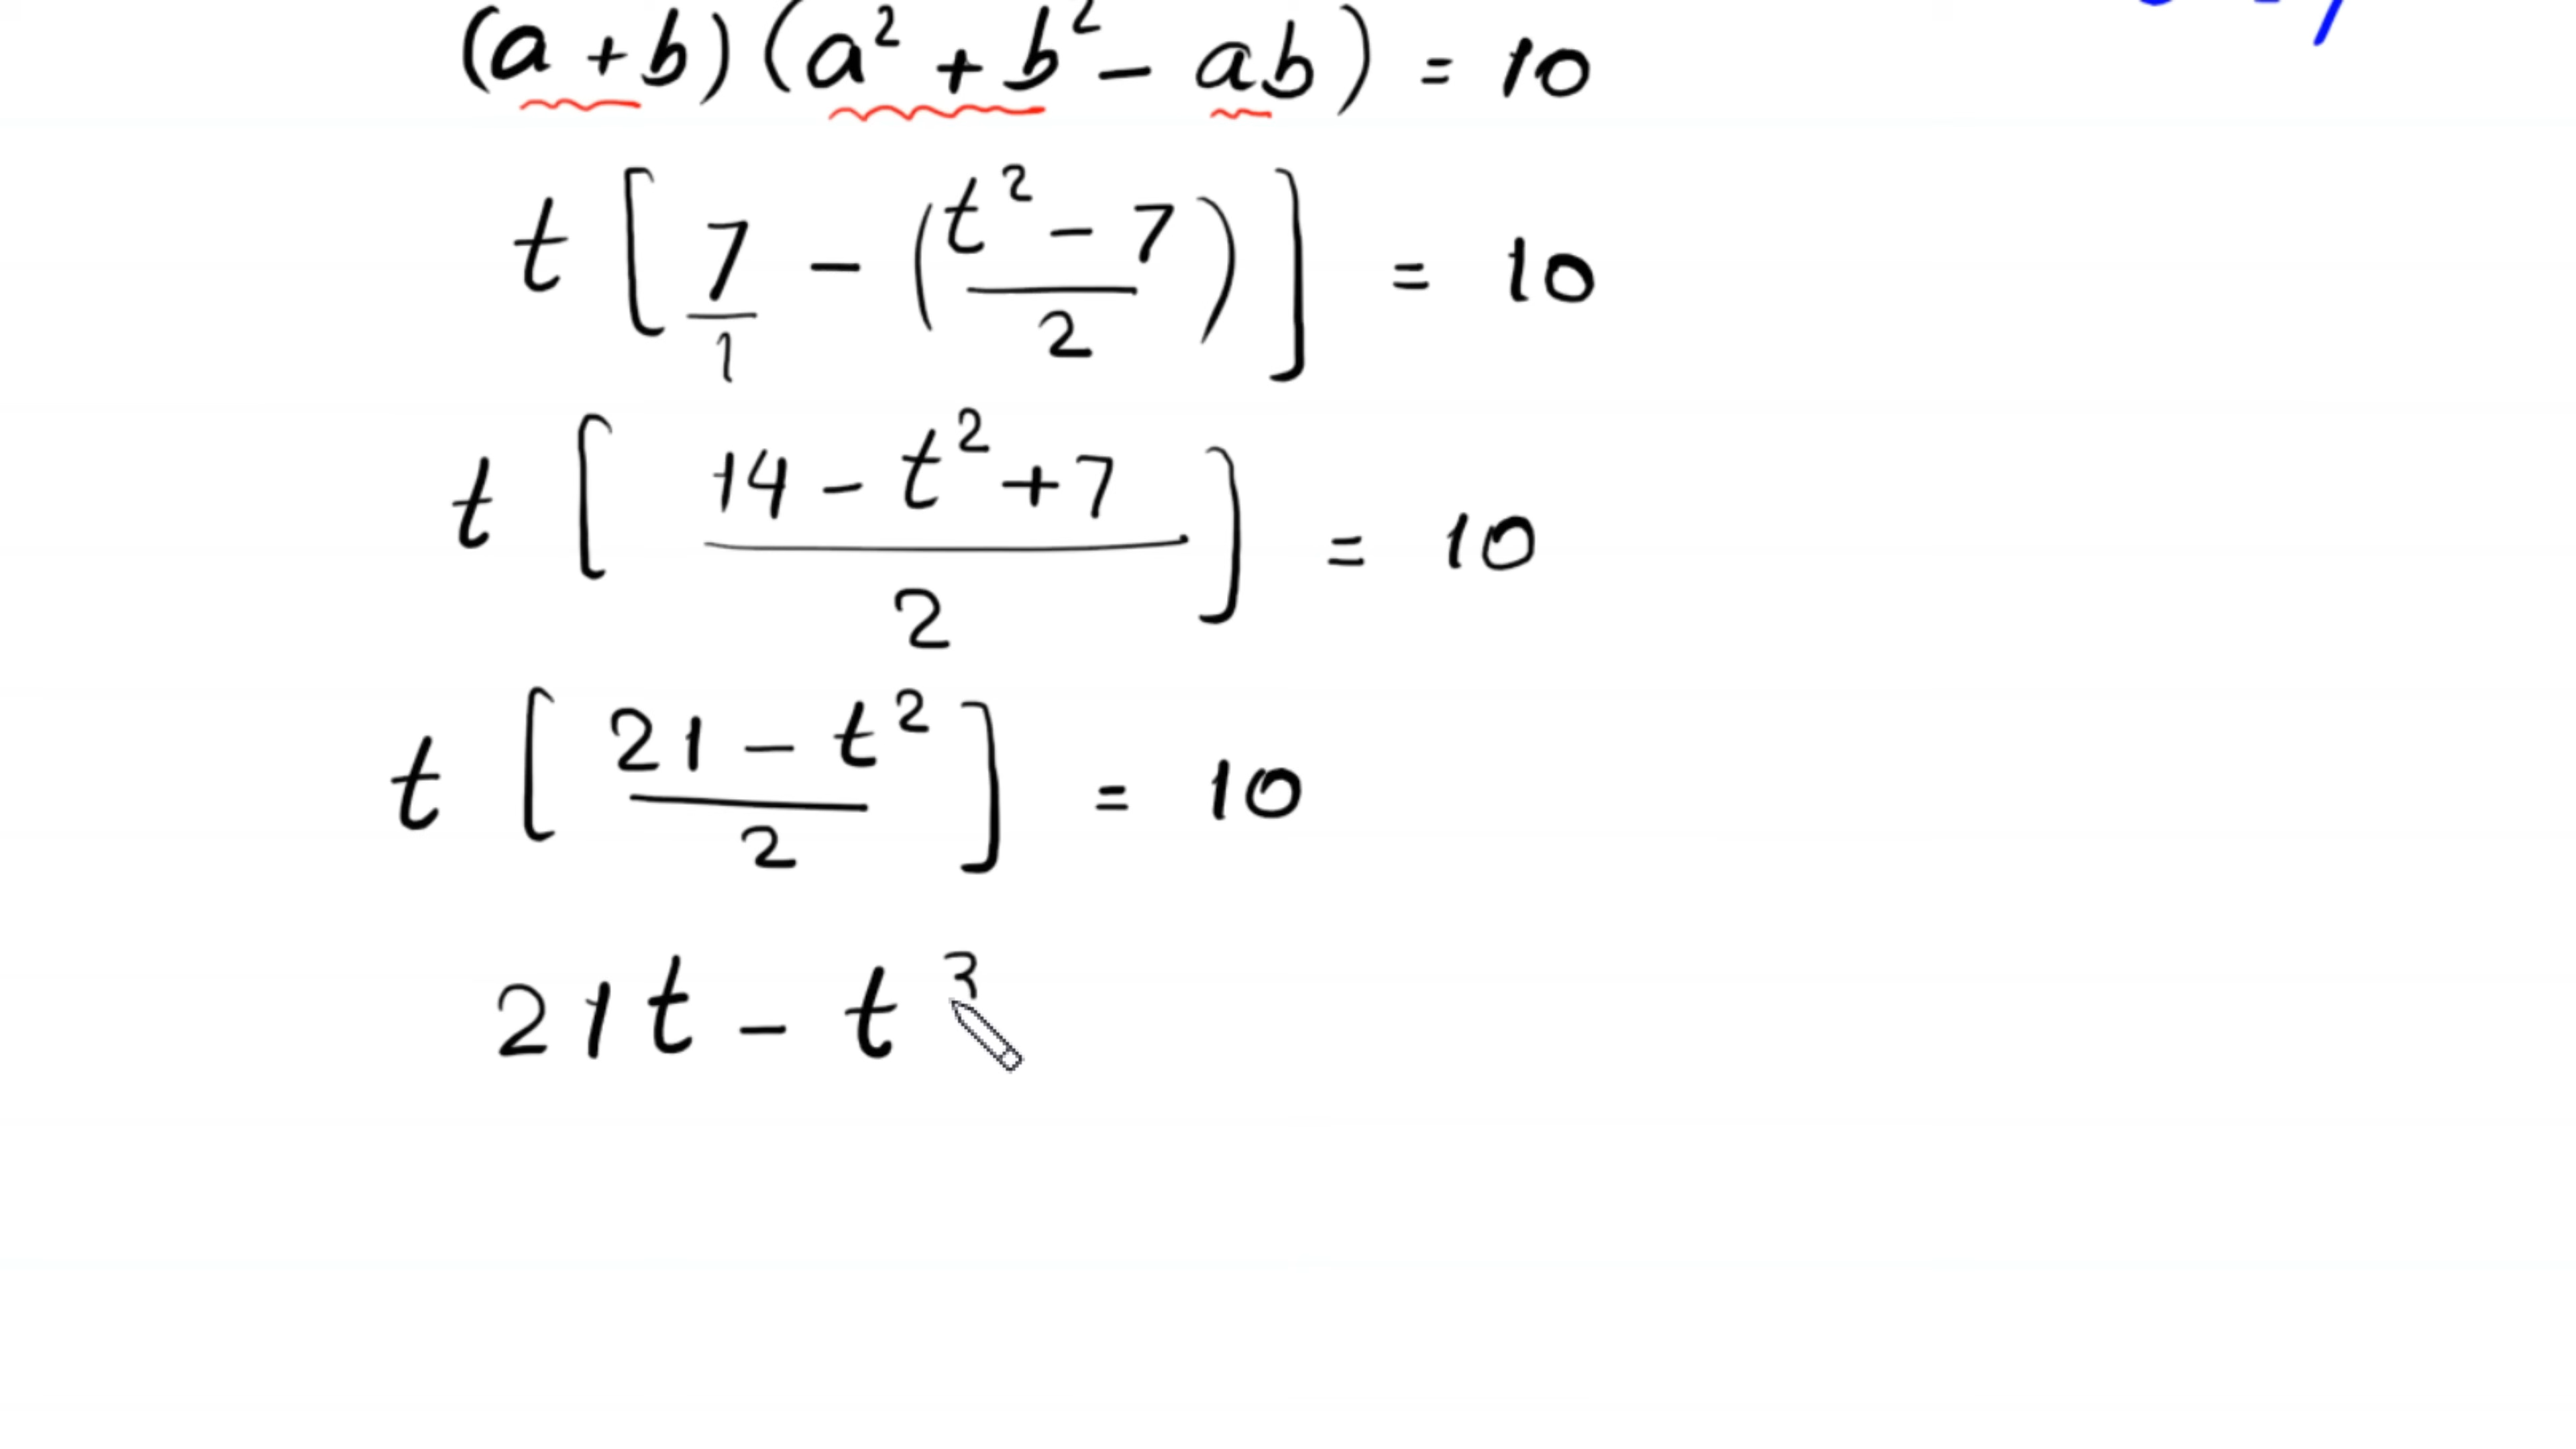 (a + b) (a² + b² - ab) = 10
t [7/1 - ((t² - 7)/2)] = 10
t [(14 - t² + 7)/2] = 10
t [(21 - t²)/2] = 10
21t - t³